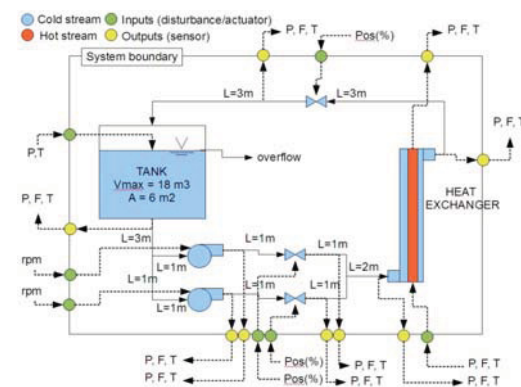 Cold stream
Inputs (disturbance/actuator)
Hot stream
Outputs (sensor)
P, F, T
Pos(%)
P, F, T
System boundary
L=3m
L=3m
P, F, T
P,T
overflow
TANK
Vmax = 18 m3
A = 6 m2
HEAT
EXCHANGER
P, F, T
L=3m
L=1m
L=1m
rpm
L=1m
L=2m
L=1m
L=1m
L=1m
rpm
L=1m
P, F, T
Pos(%)
P, F, T
P, F, T
P, F, T
Pos(%)
P, F, T
P, F, T